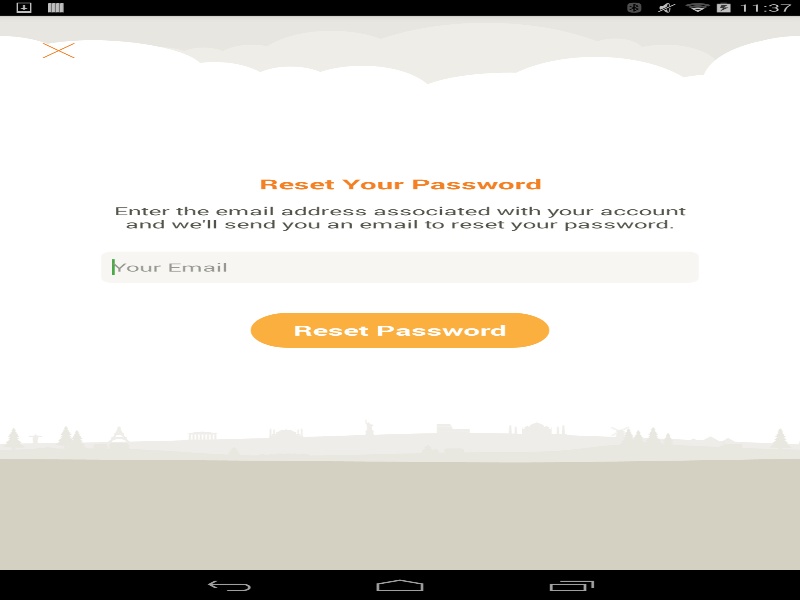 11:37
Reset Your Password
Enter the email address associated with your account
and we'll send you an email to reset your password.
Your Email
Reset Password